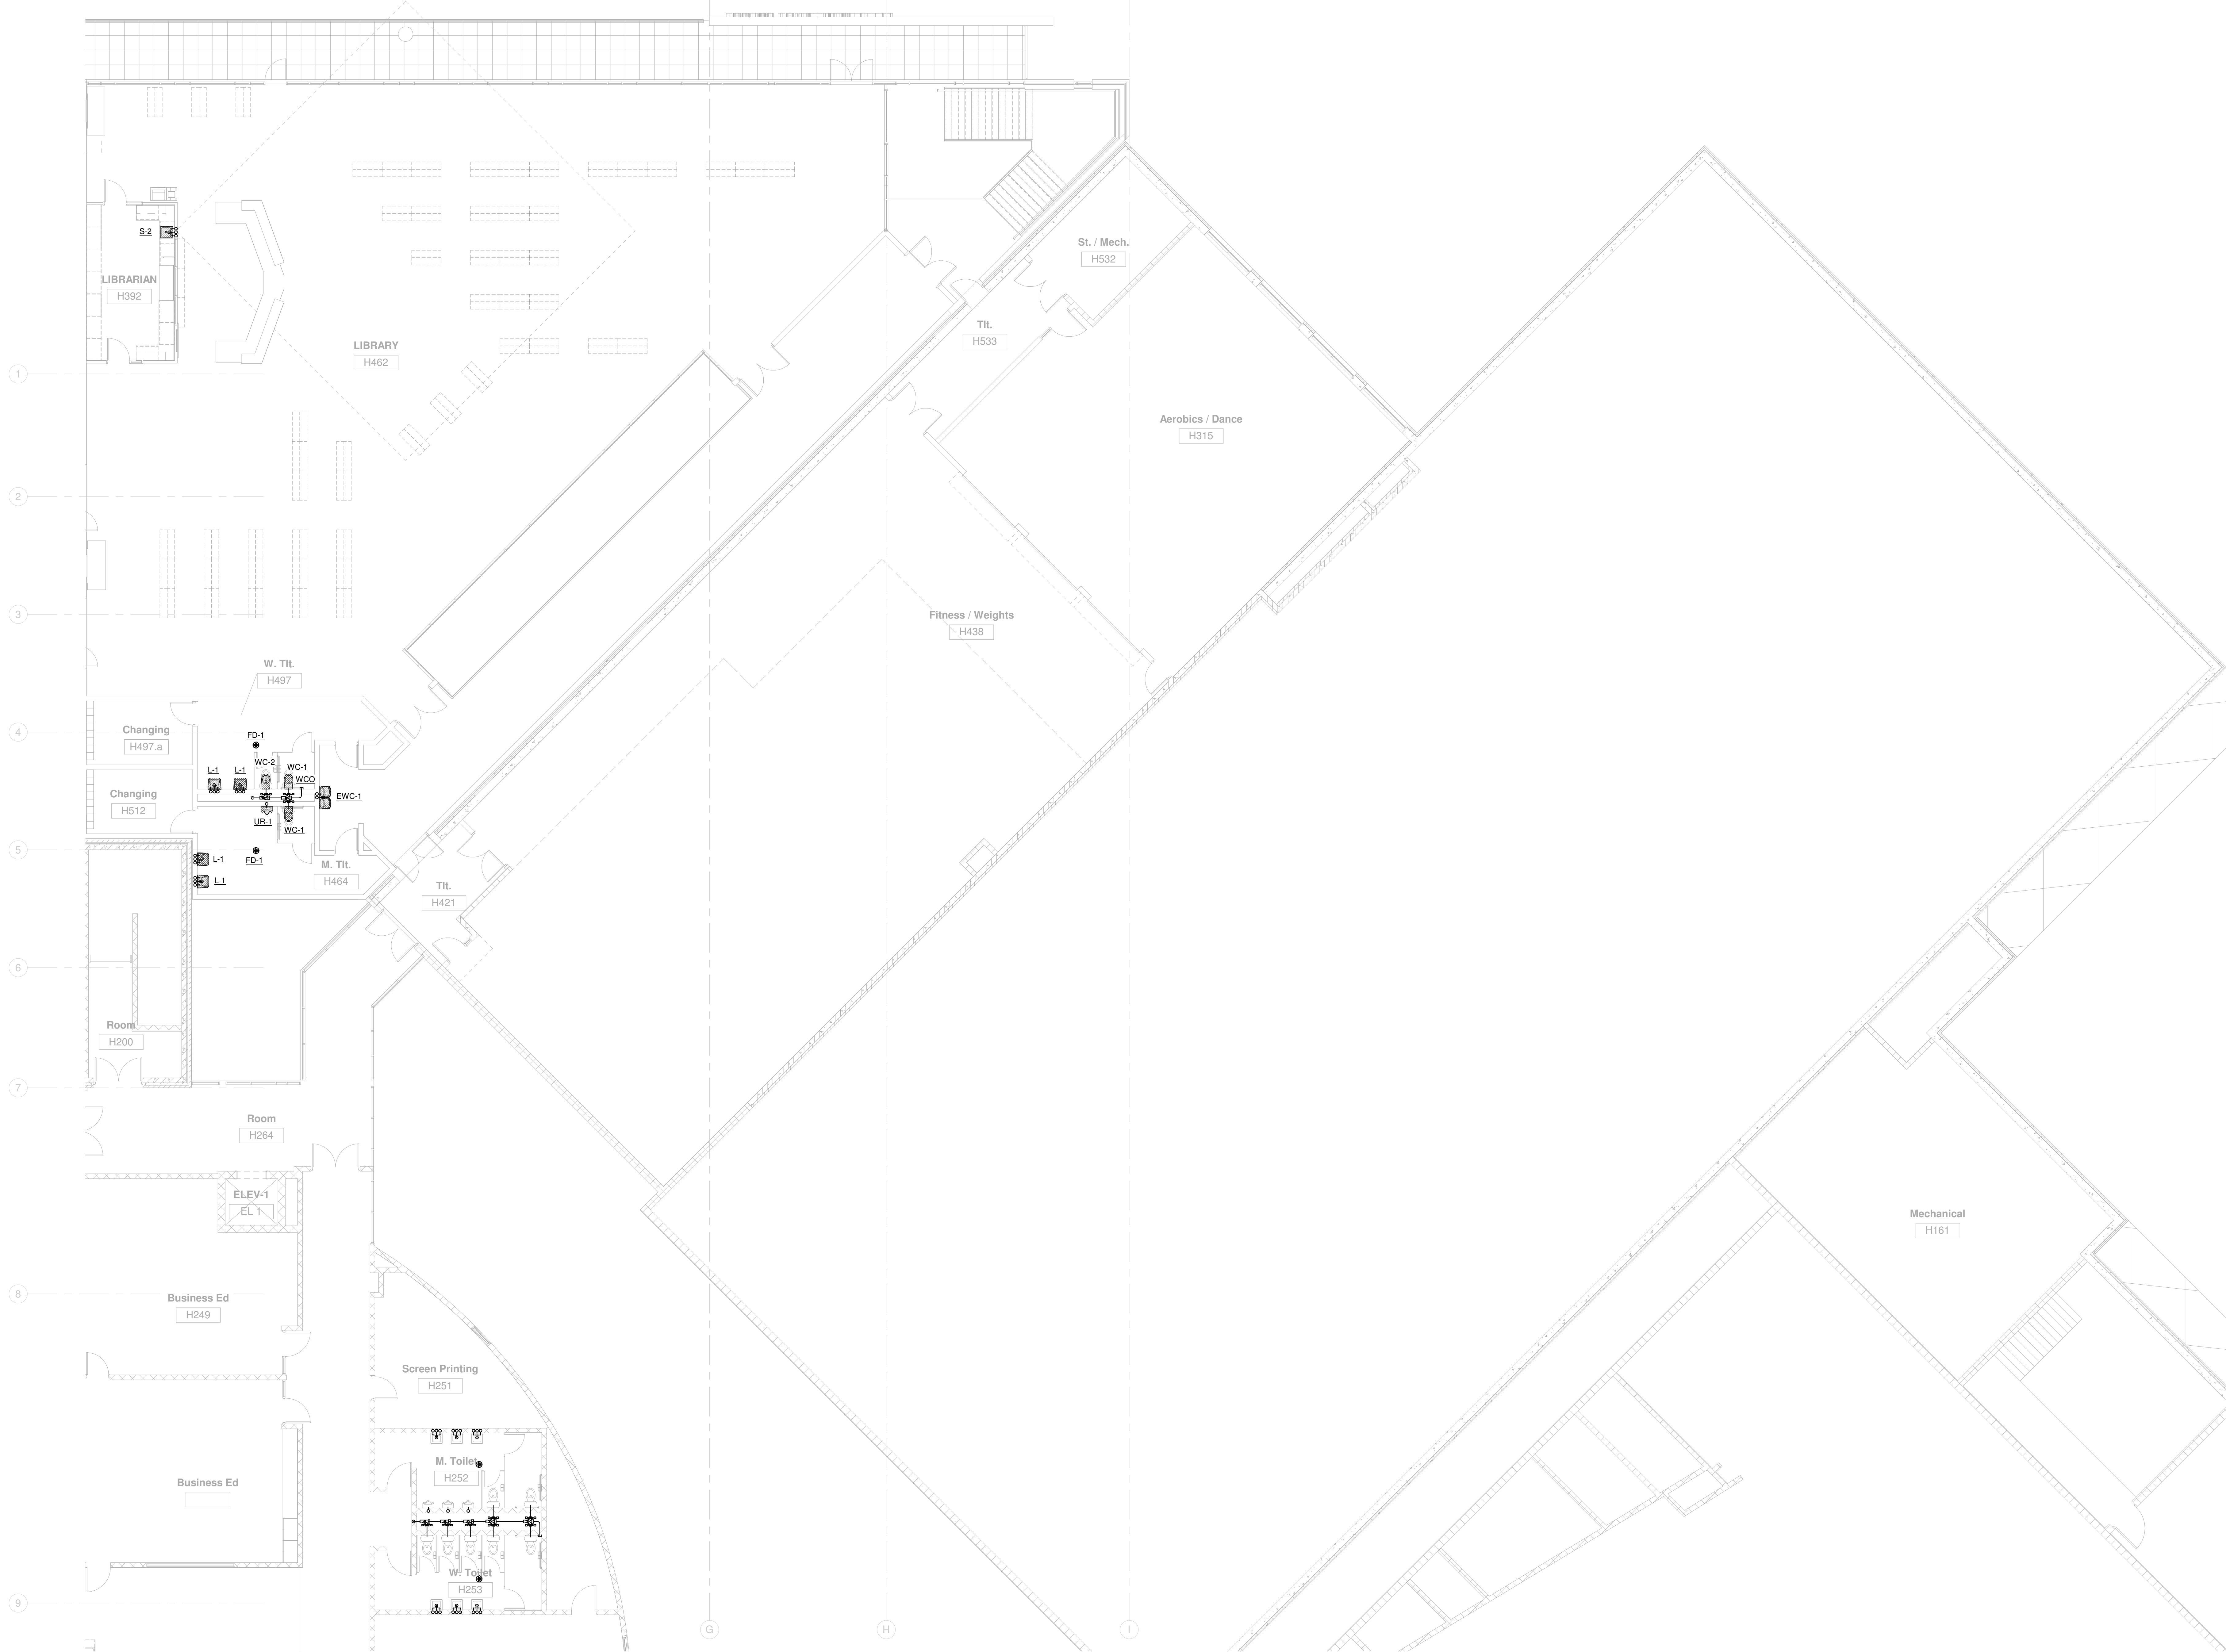 S-2
LIBRARIAN
H392
LIBRARY
H462
St. / Mech.
H532
Tlt.
H533
1
Aerobics / Dance
H315
2
3
Fitness / Weights
H438
W. Tlt.
H497
4
Changing
H497.a
FD-1
WC-2
WC-1
L-1
L-1
WCO
Changing
H512
EWC-1
UR-1
WC-1
5
L-1
FD-1
L-1
M. Tlt.
H464
Tlt.
H421
6
Room
H200
7
Room
H264
ELEV-1
EL 1
Mechanical
H161
8
Business Ed
H249
Screen Printing
H251
M. Toilet
H252
Business Ed
W. Toilet
H253
9
G
H
I